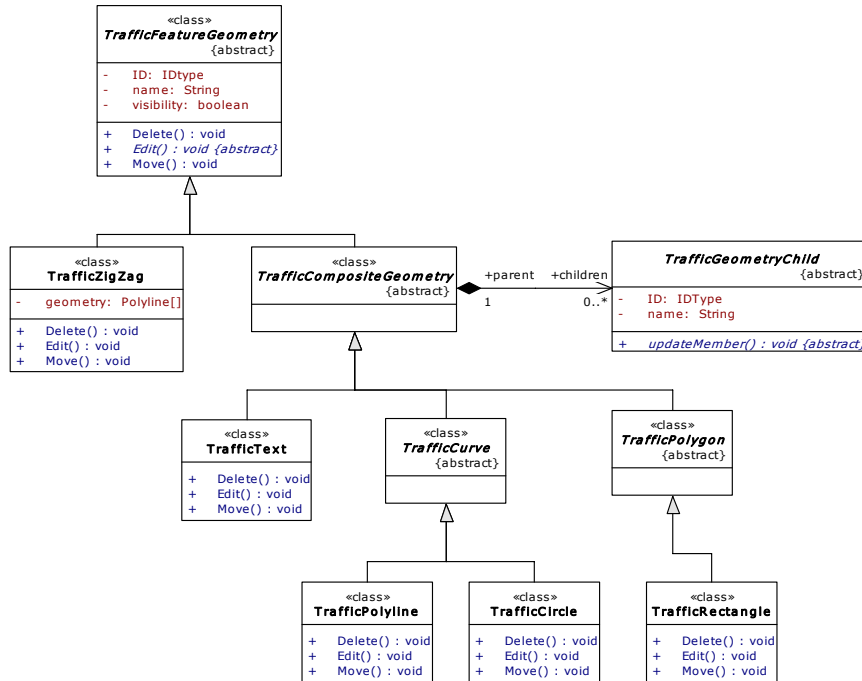 «class»
TrafficFeatureGeometry
{abstract}
- ID: IDtype
- name: String
- visibility: boolean
+ Delete() : void
+ Edit() : void {abstract}
+ Move() : void
«class»
TrafficZigZag
- geometry: Polyline[]
+ Delete() : void
+ Edit() : void
+ Move() : void
«class»
TrafficCompositeGeometry
{abstract}
+parent
+children
1
0..*
TrafficGeometryChild
{abstract}
- ID: IDType
- name: String
+ updateMember() : void {abstract}
«class»
TrafficText
+ Delete() : void
+ Edit() : void
+ Move() : void
«class»
TrafficCurve
{abstract}
«class»
TrafficPolygon
{abstract}
«class»
TrafficPolyline
+ Delete() : void
+ Edit() : void
+ Move() : void
«class»
TrafficCircle
+ Delete() : void
+ Edit() : void
+ Move() : void
«class»
TrafficRectangle
+ Delete() : void
+ Edit() : void
+ Move() : void